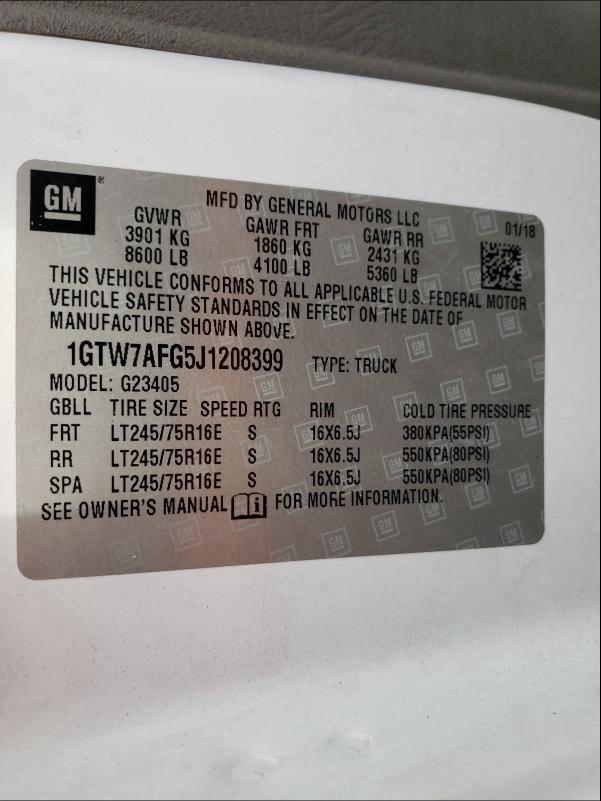 GM®
MFD BY GENERAL MOTORS LLC 01/18
GVWR GAWR FRT GAWR RR
3901 KG 1860 KG 2431 KG
8600 LB 4100 LB 5360 LB
THIS VEHICLE CONFORMS TO ALL APPLICABLE U.S. FEDERAL MOTOR
VEHICLE SAFETY STANDARDS IN EFFECT ON THE DATE OF
MANUFACTURE SHOWN ABOVE.
1GTW7AFG5J1208399 TYPE: TRUCK
MODEL: G23405
GBLL TIRE SIZE SPEED RTG RIM COLD TIRE PRESSURE
FRT LT245/75R16E S 16X6.5J 380KPA(55PSI)
RR LT245/75R16E S 16X6.5J 550KPA(80PSI)
SPA LT245/75R16E S 16X6.5J 550KPA(80PSI)
SEE OWNER'S MANUAL i FOR MORE INFORMATION.